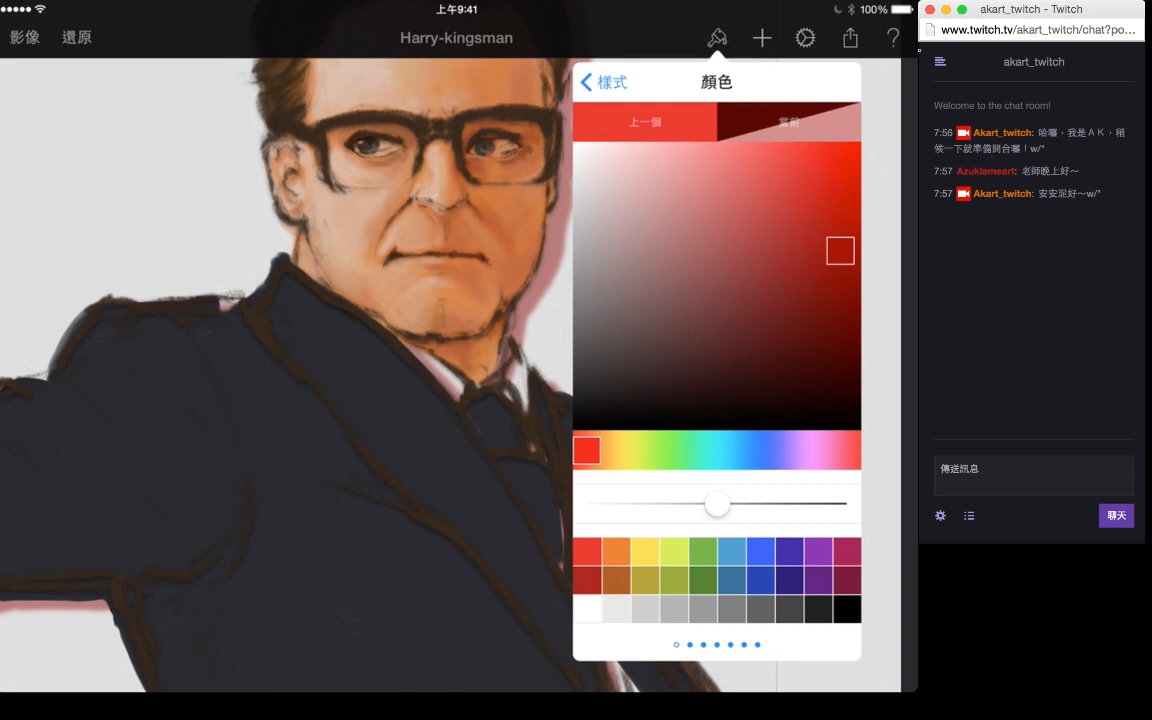 上午9:41
100%
影像 還原
Harry-kingsman
?
樣式
顏色
上一個 當前
akart_twitch - Twitch
www.twitch.tv/akart_twitch/chat?po...
akart_twitch
Welcome to the chat room!
7:56 Akart_twitch: 哈囉，我是ＡＫ，稍
候一下就準備開台囉！w/"
7:57 Azukiameart: 老師晚上好～
7:57 Akart_twitch: 安安泥好～w/"
傳送訊息
聊天